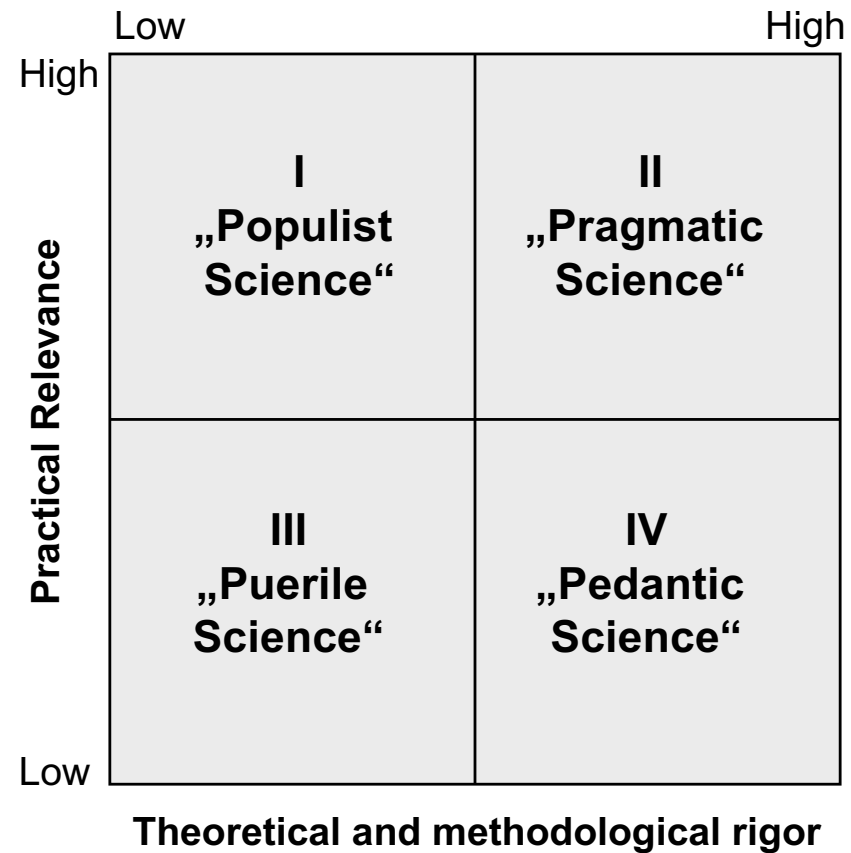 Low High
High
I
„Populist
Science“
II
„Pragmatic
Science“
Practical Relevance
III
„Puerile
Science“
IV
„Pedantic
Science“
Low
Theoretical and methodological rigor